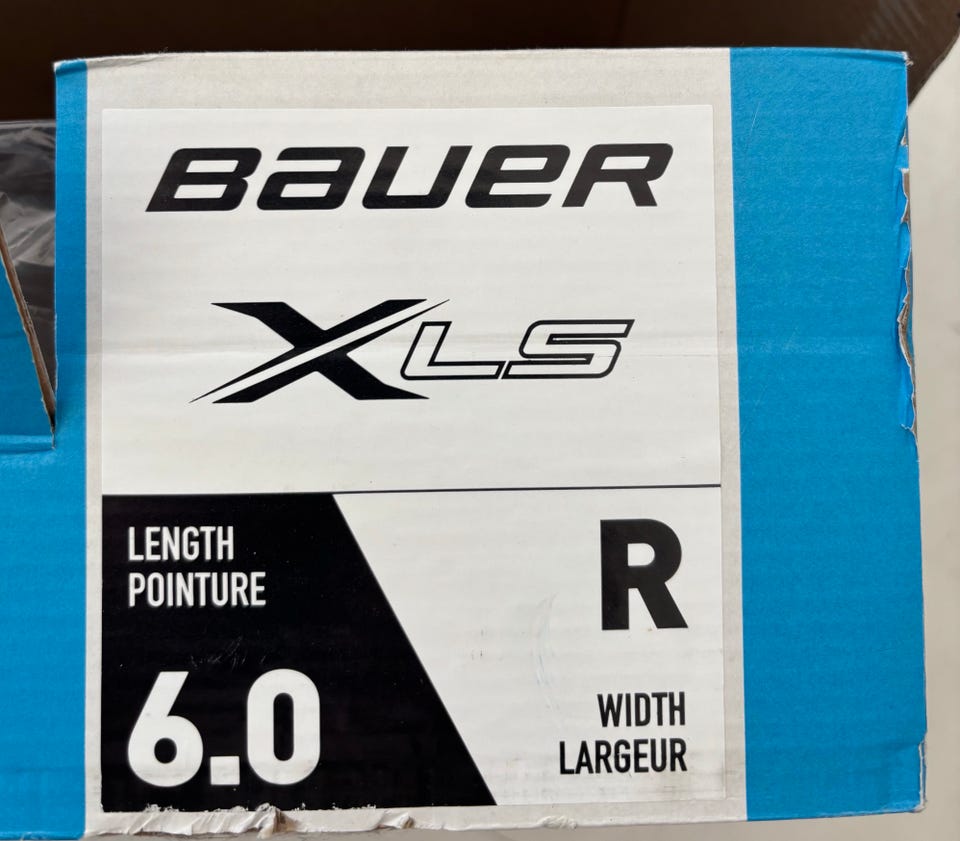 BAUER
XLS
LENGTH
POINTURE
6.0
R
WIDTH
LARGEUR